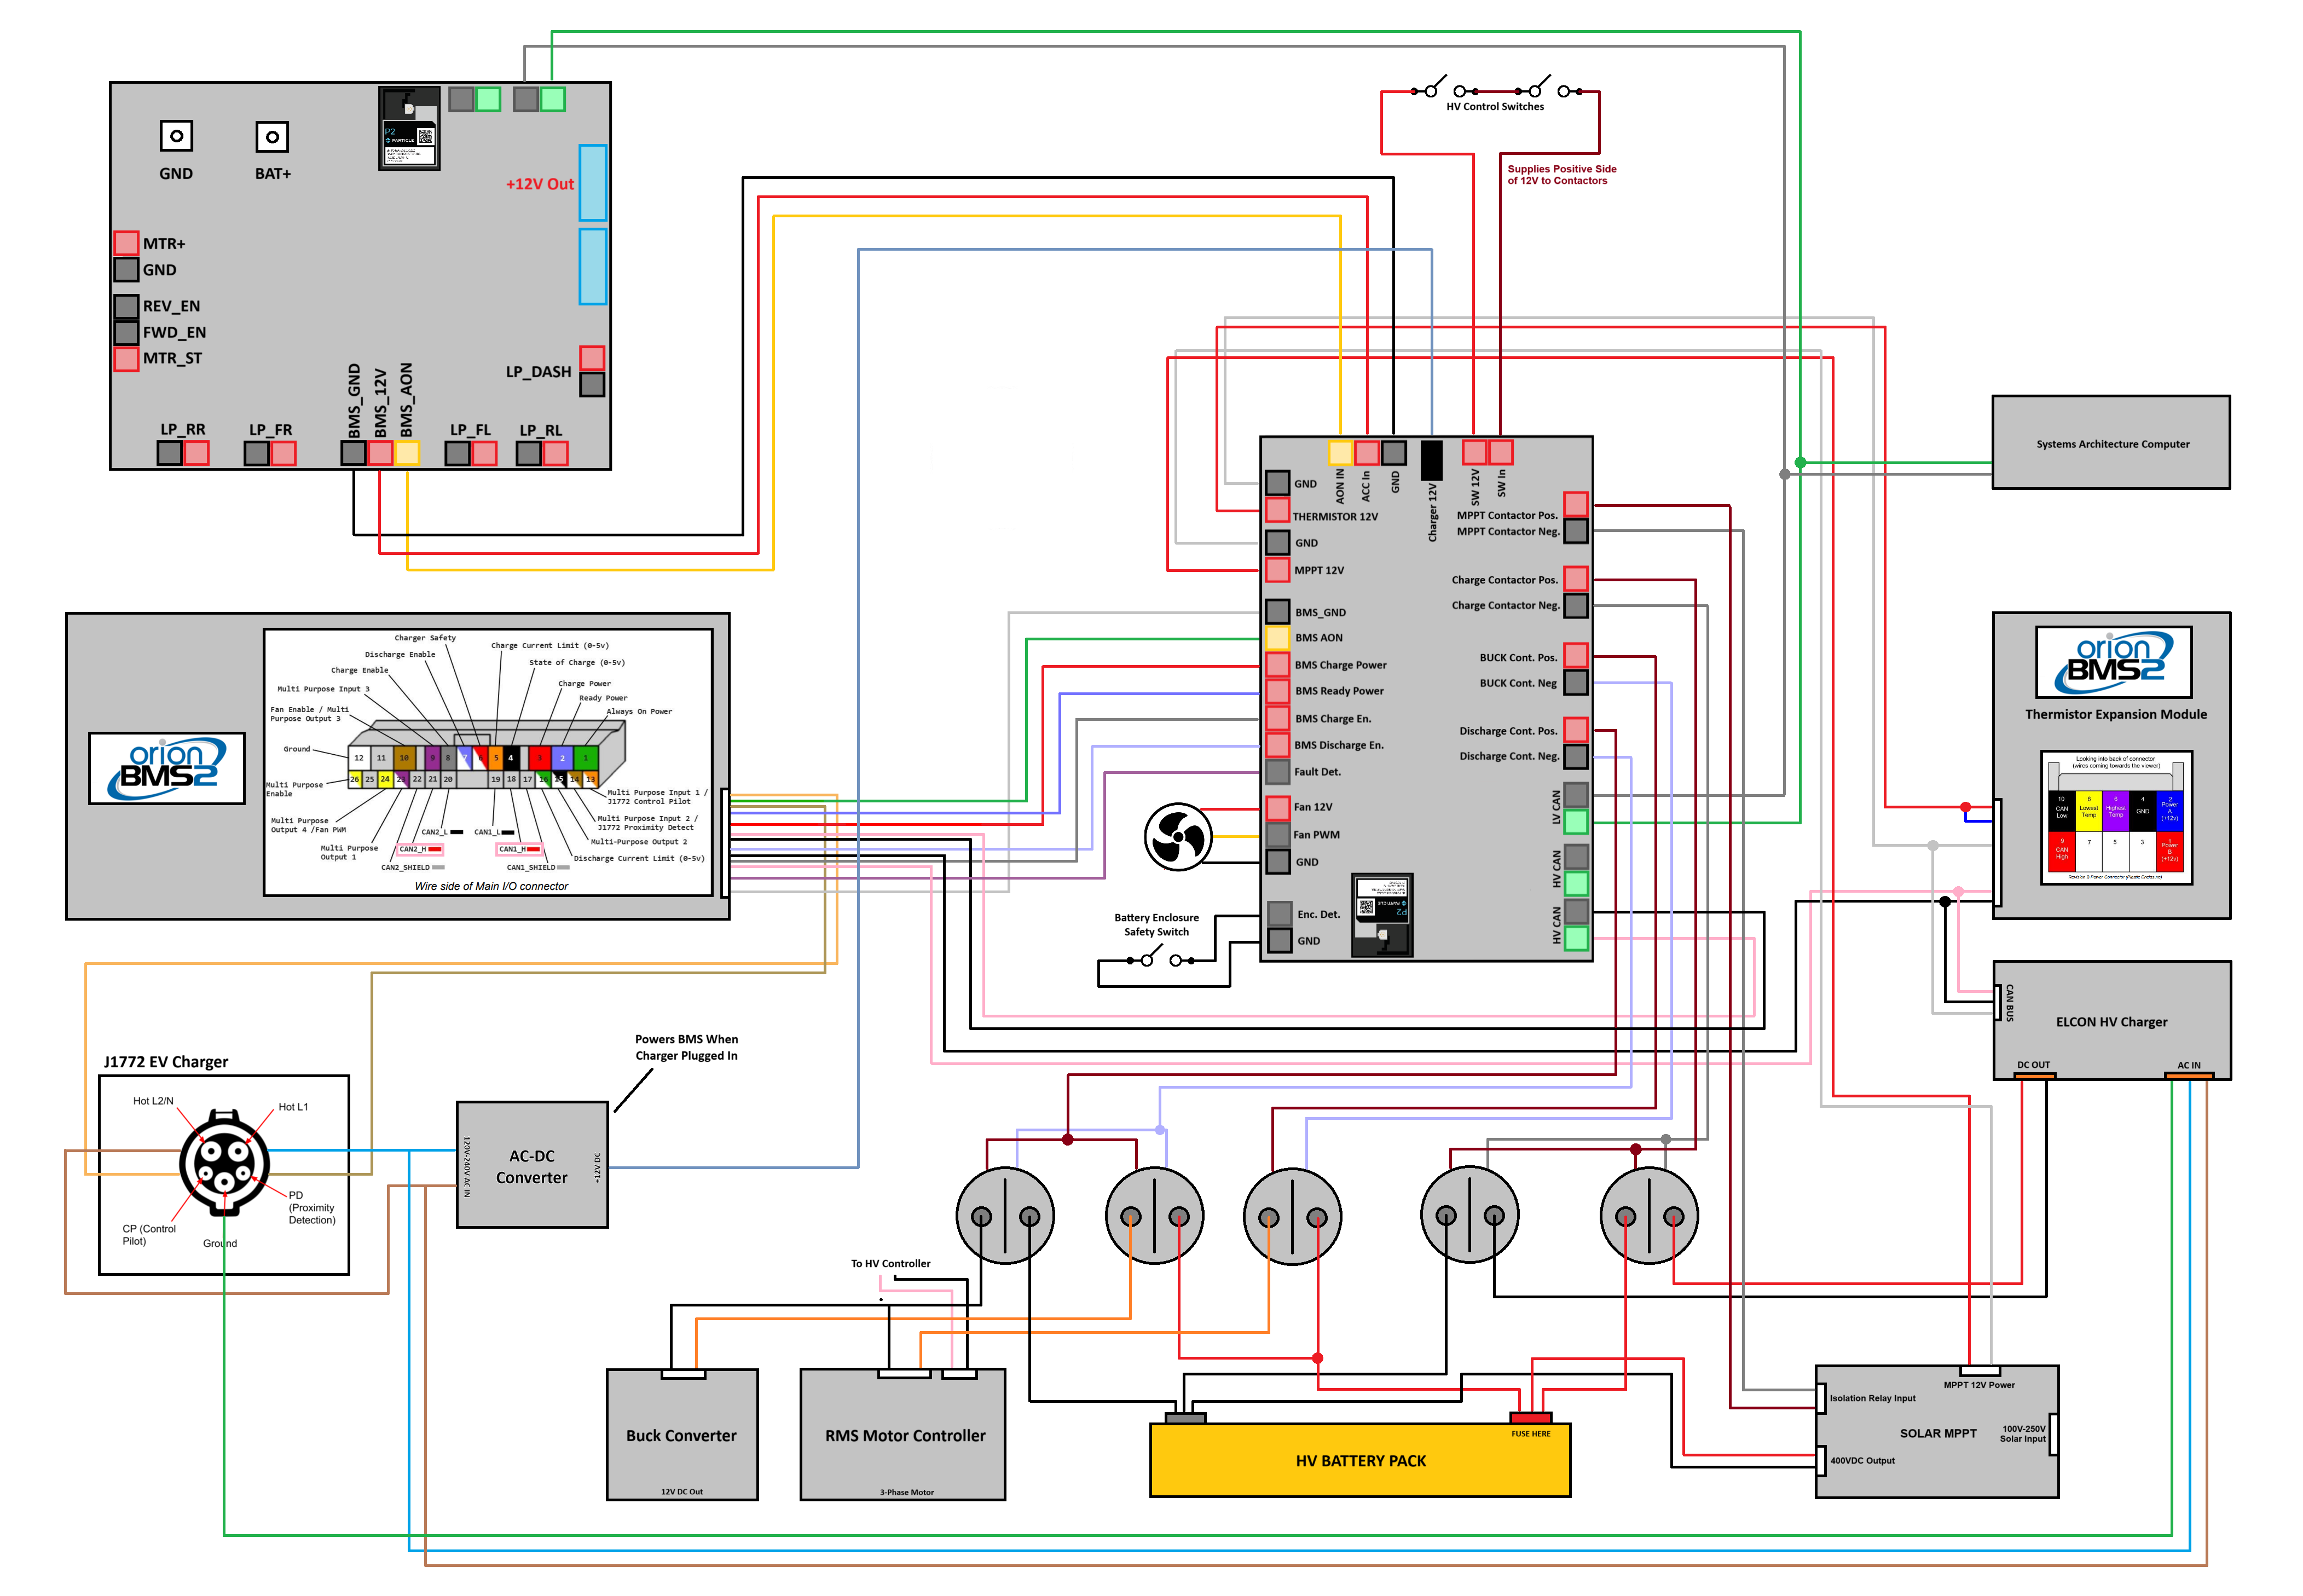 P2
PARTICLE
GND
BAT+
+12V Out
MTR+
GND
REV_EN
FWD_EN
MTR_ST
LP_DASH
BMS_GND
BMS_12V
BMS_AON
LP_RR
LP_FR
LP_FL
LP_RL
HV Control Switches
Supplies Positive Side
of 12V to Contactors
Systems Architecture Computer
AON IN
ACC In
GND
Charger 12V
SW 12V
SW In
GND
THERMISTOR 12V
GND
MPPT 12V
BMS_GND
BMS AON
BMS Charge Power
BMS Ready Power
BMS Charge En.
BMS Discharge En.
Fault Det.
Fan 12V
Fan PWM
GND
Enc. Det.
GND
MPPT Contactor Pos.
MPPT Contactor Neg.
Charge Contactor Pos.
Charge Contactor Neg.
BUCK Cont. Pos.
BUCK Cont. Neg
Discharge Cont. Pos.
Discharge Cont. Neg.
LV CAN
HV CAN
HV CAN
P2
PARTICLE
Battery Enclosure
Safety Switch
orion
BMS2
Charger Safety
Discharge Enable
Charge Enable
Multi Purpose Input 3
Fan Enable / Multi
Purpose Output 3
Ground
Charge Current Limit (0-5v)
State of Charge (0-5v)
Charge Power
Ready Power
Always On Power
12 11 10 9 8 7 6 5 4 3 2 1
26 25 24 23 22 21 20 19 18 17 16 15 14 13
Multi Purpose
Enable
Multi Purpose
Output 4 /Fan PWM
Multi Purpose
Output 1
CAN2_L
CAN2_H
CAN2_SHIELD
CAN1_L
CAN1_H
CAN1_SHIELD
Multi Purpose Input 1 /
J1772 Control Pilot
Multi Purpose Input 2 /
J1772 Proximity Detect
Multi-Purpose Output 2
Discharge Current Limit (0-5v)
Wire side of Main I/O connector
orion
BMS2
Thermistor Expansion Module
Looking into back of connector
(wires coming towards the viewer)
10
CAN
Low
8
Lowest
Temp
6
Highest
Temp
4
GND
2
Power
A
(+12v)
9
CAN
High
7
5
3
1
Power
B
(+12v)
Revision B Power Connector (Plastic Enclosure)
CAN BUS
ELCON HV Charger
DC OUT
AC IN
J1772 EV Charger
Hot L2/N
Hot L1
PD
(Proximity
Detection)
CP (Control
Pilot)
Ground
Powers BMS When
Charger Plugged In
120V-240V AC IN
AC-DC
Converter
+12V DC
To HV Controller
Buck Converter
12V DC Out
RMS Motor Controller
3-Phase Motor
FUSE HERE
HV BATTERY PACK
MPPT 12V Power
Isolation Relay Input
SOLAR MPPT
100V-250V
Solar Input
400VDC Output